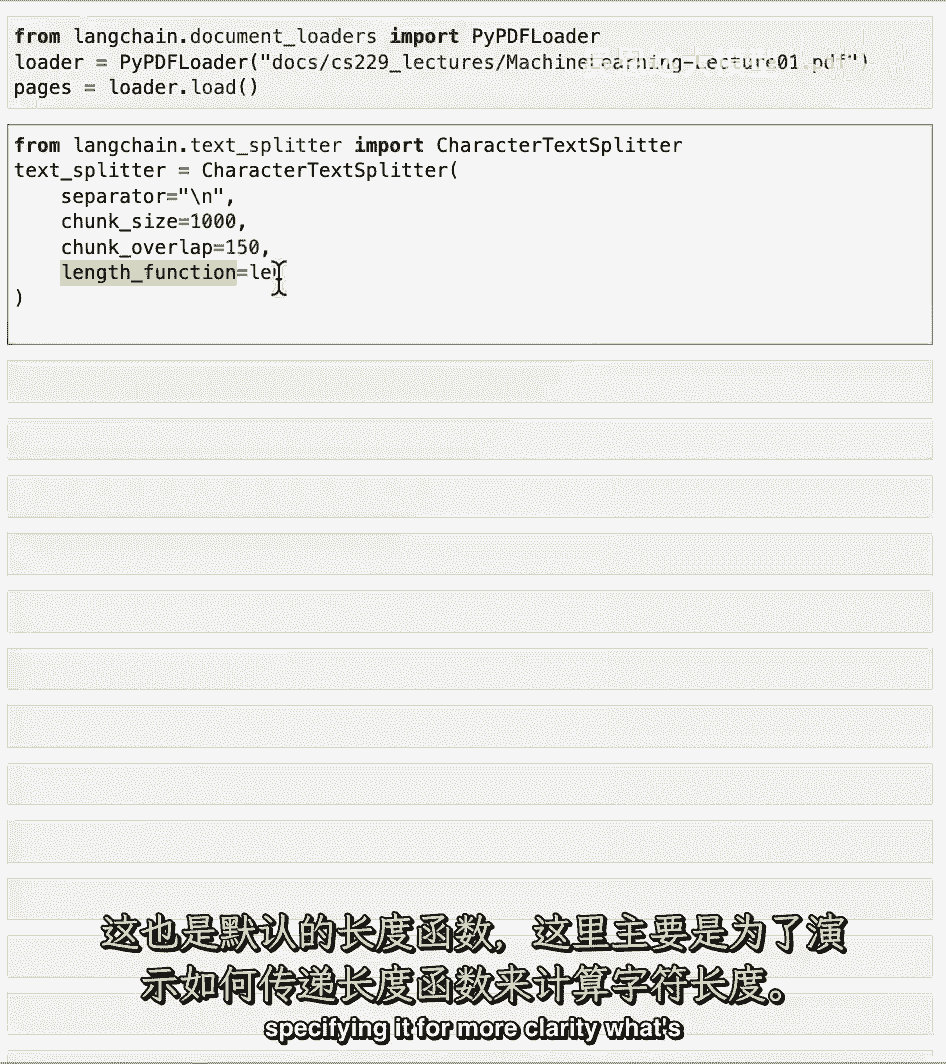 from langchain.document_loaders import PyPDFLoader
loader = PyPDFLoader("docs/cs229_lectures/MachineLearning-Lecture01.pdf")
pages = loader.load()
from langchain.text_splitter import CharacterTextSplitter
text_splitter = CharacterTextSplitter(
    separator="\n",
    chunk_size=1000,
    chunk_overlap=150,
    length_function=len
)
这也是默认的长度函数，这里主要是为了演
示如何传递长度函数来计算字符长度。
specifying it for more clarity what's